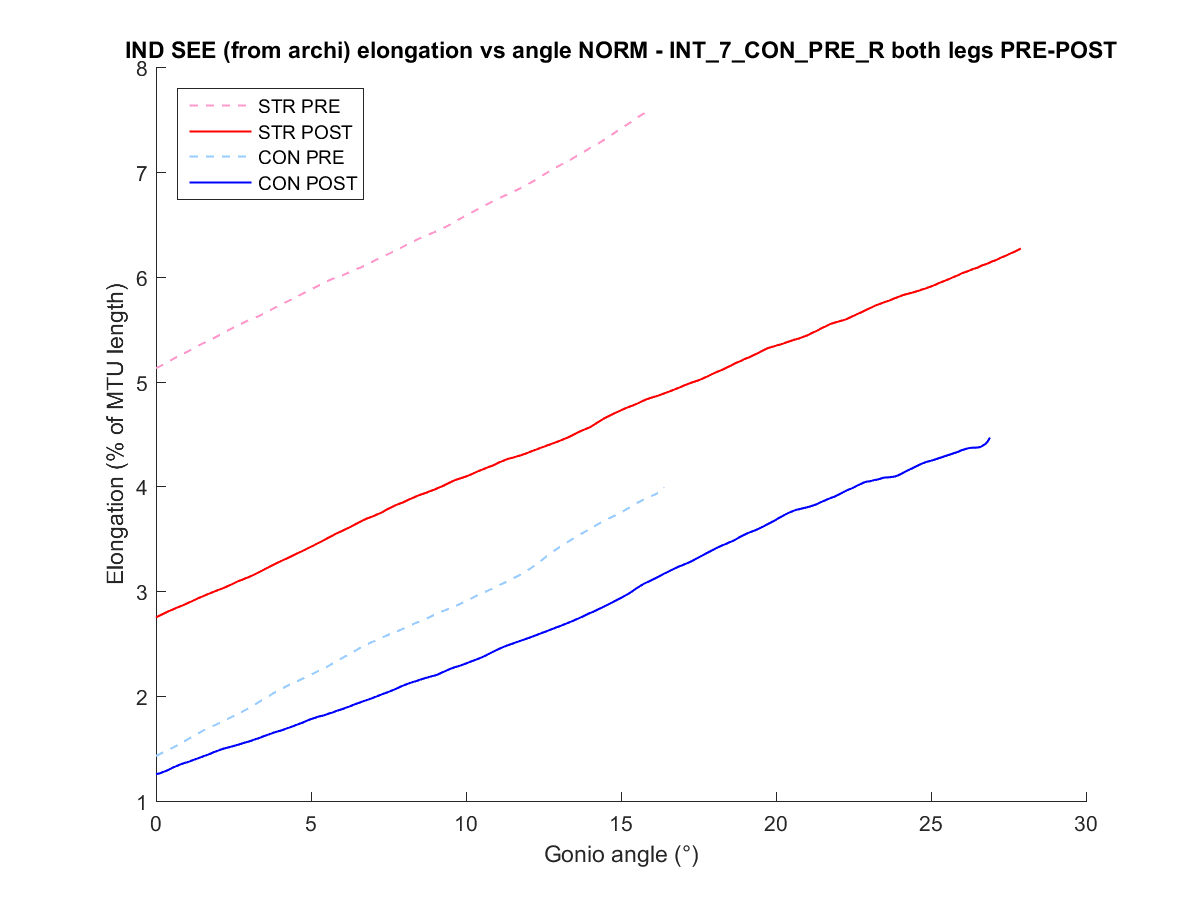 IND SEE (from archi) elongation vs angle NORM - INT_7_CON_PRE_R both legs PRE-POST
8
7
6
5
4
3
2
1
Elongation (% of MTU length)
STR PRE
STR POST
CON PRE
CON POST
0 5 10 15 20 25 30
Gonio angle (°)